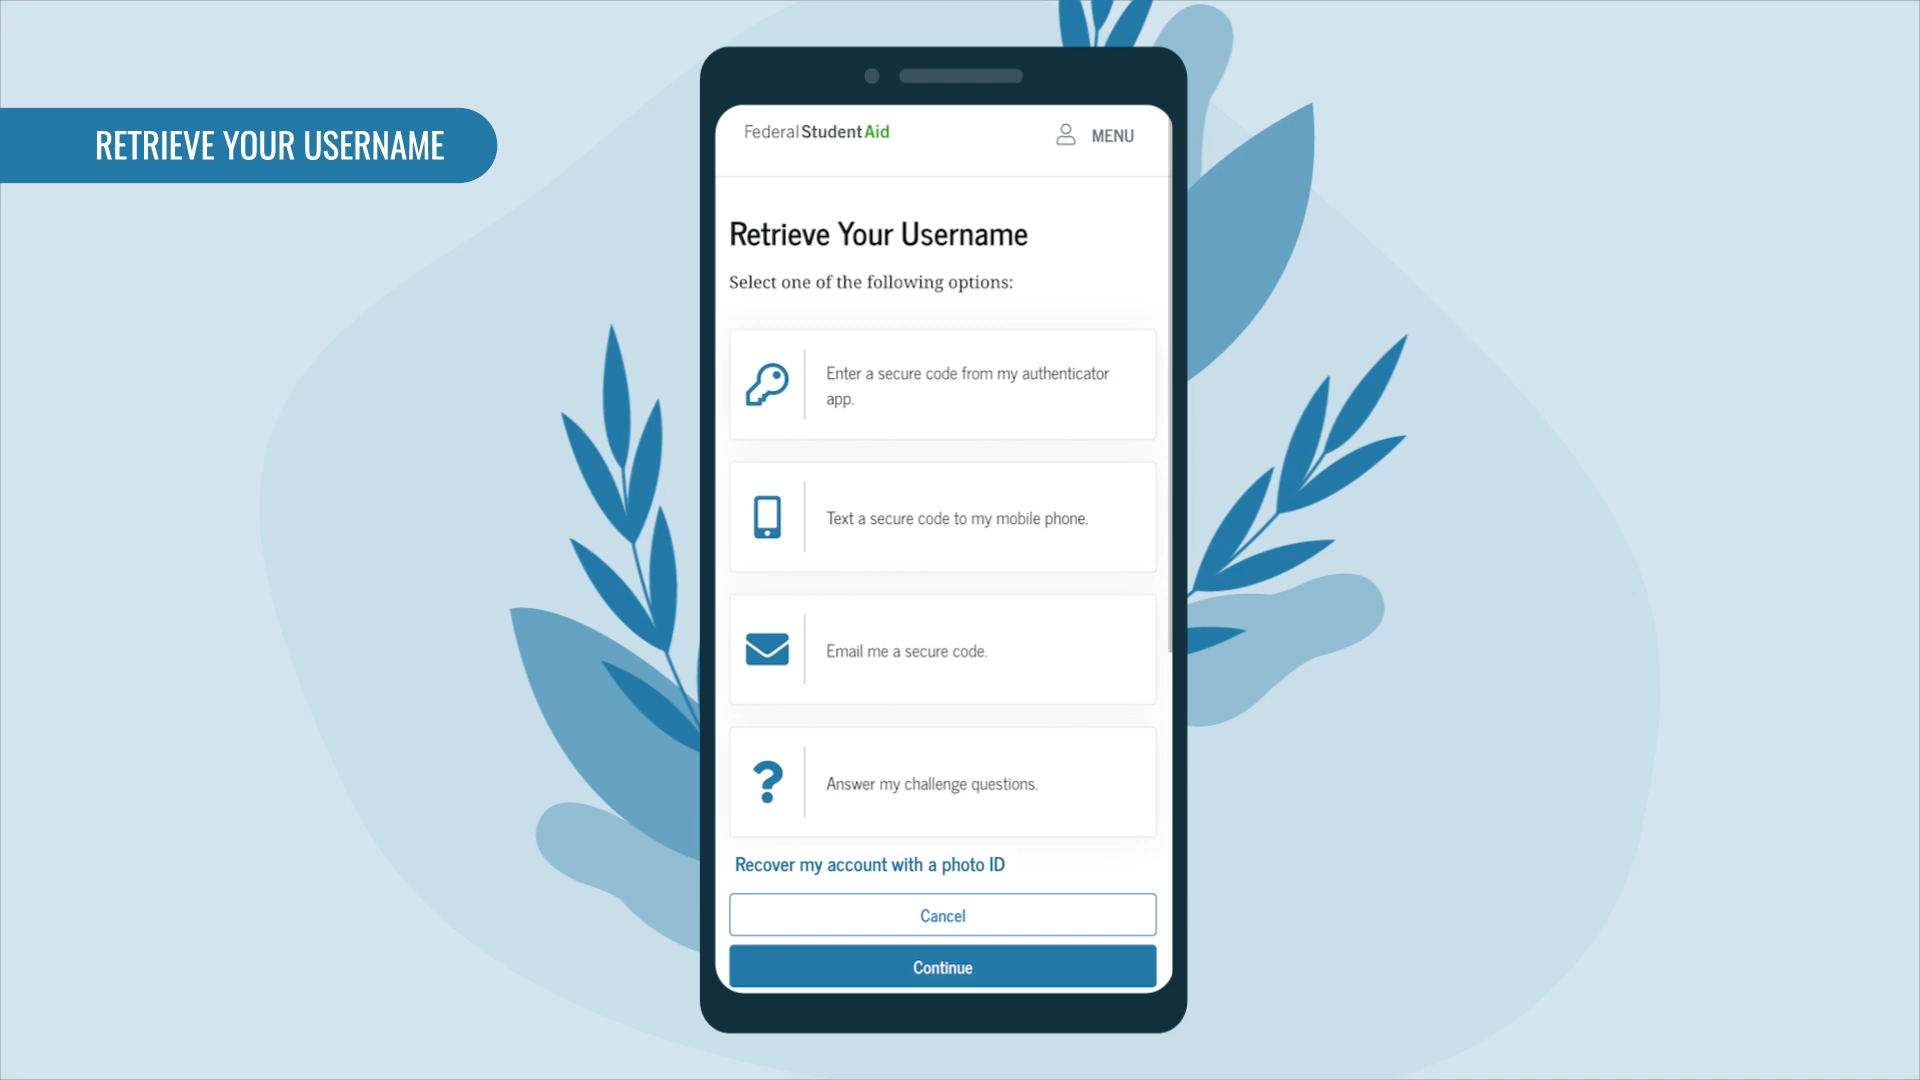 RETRIEVE YOUR USERNAME
Federal Student Aid
MENU
Retrieve Your Username
Select one of the following options:
Enter a secure code from my authenticator
app.
Text a secure code to my mobile phone.
Email me a secure code.
Answer my challenge questions.
Recover my account with a photo ID
Cancel
Continue